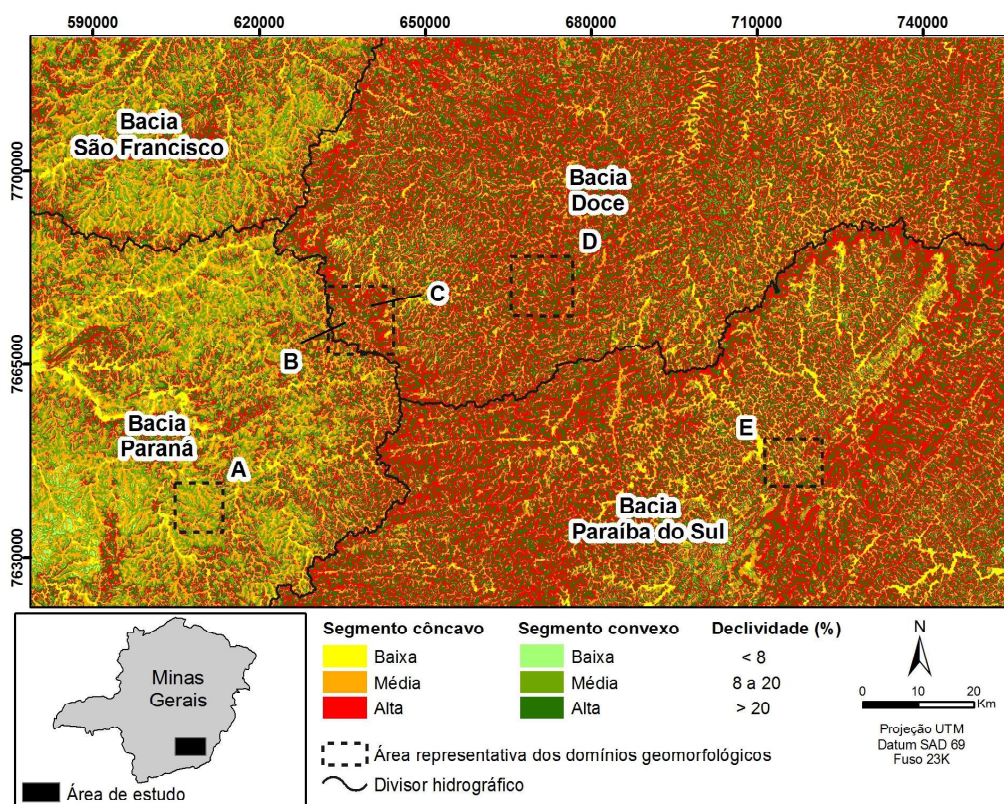 590000 620000 650000 680000 710000 740000
7700000
7665000
7630000
Bacia
São Francisco
Bacia
Doce
D
C
B
Bacia
Paraná
A
E
Bacia
Paraíba do Sul
Minas
Gerais
Área de estudo
Segmento côncavo Segmento convexo Declividade (%)
Baixa Baixa < 8
Média Média 8 a 20
Alta Alta > 20
Área representativa dos domínios geomorfológicos
Divisor hidrográfico
N
0 10 20
Km
Projeção UTM
Datum SAD 69
Fuso 23K